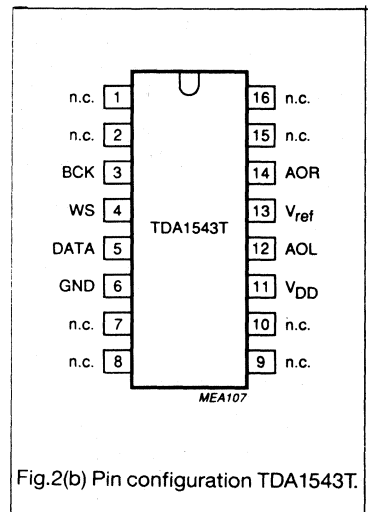 n.c. 1 16 n.c.
n.c. 2 15 n.c.
BCK 3 14 AOR
WS 4 13 Vref
TDA1543T
DATA 5 12 AOL
GND 6 11 VDD
n.c. 7 10 n.c.
n.c. 8 9 n.c.
MEA107
Fig.2(b) Pin configuration TDA1543T.